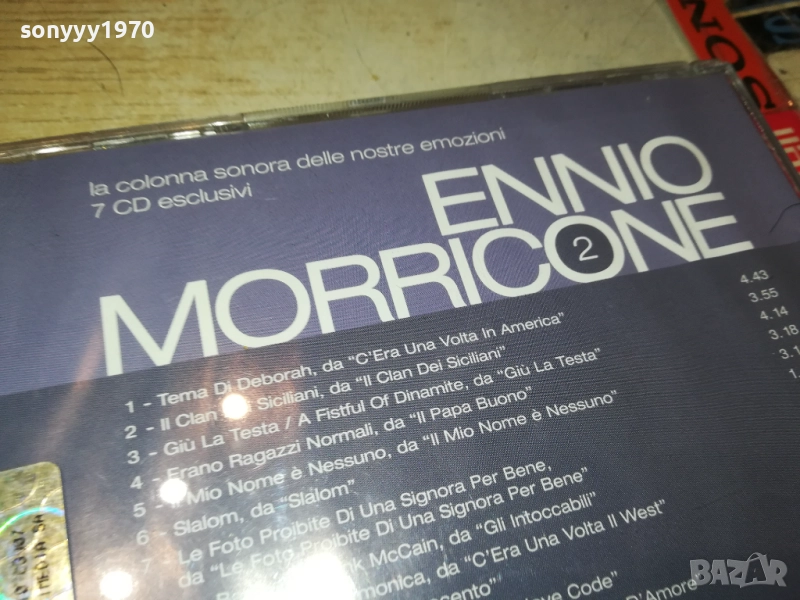 sonyyy1970
la colonna sonora delle nostre emozioni
7 CD esclusivi
ENNIO
MORRICONE
2
1 - Tema Di Deborah, da "C'Era Una Volta In America" 4.43
2 - Il Clan Dei Siciliani, da "Il Clan Dei Siciliani" 3.55
3 - Giù La Testa / A Fistful Of Dinamite, da "Giù La Testa" 4.14
4 - Erano Ragazzi Normali, da "Il Papa Buono" 3.18
5 - Il Mio Nome è Nessuno, da "Il Mio Nome è Nessuno"
6 - Slalom, da "Slalom"
7 Le Foto Proibite Di Una Signora Per Bene,
da "Le Foto Proibite Di Una Signora Per Bene"
McCain, da "Gli Intoccabili"
da "C'Era Una Volta Il West"
Code"
D'Amore"
SON
BAZAR